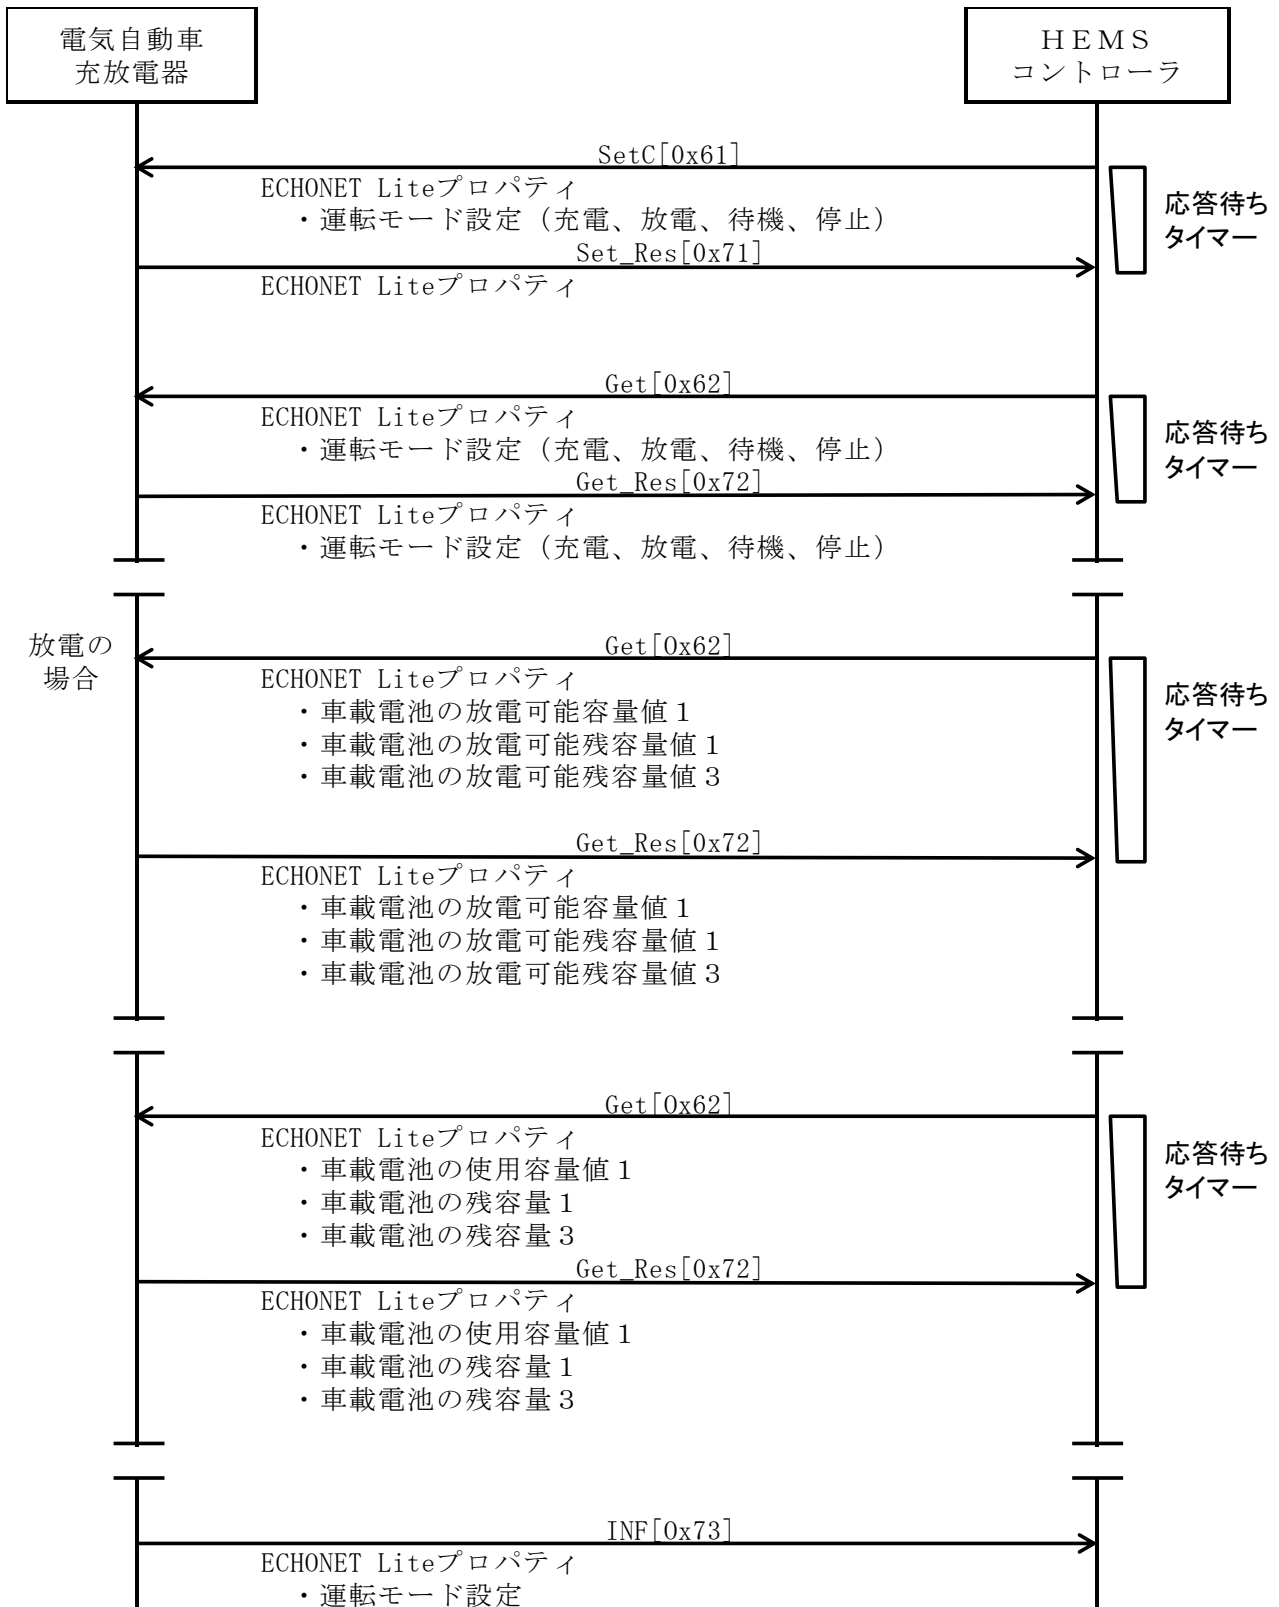 電気自動車
充放電器
ＨＥＭＳ
コントローラ
SetC[0x61]
ECHONET Liteプロパティ
・運転モード設定（充電、放電、待機、停止）
応答待ち
タイマー
Set_Res[0x71]
ECHONET Liteプロパティ
Get[0x62]
ECHONET Liteプロパティ
・運転モード設定（充電、放電、待機、停止）
応答待ち
タイマー
Get_Res[0x72]
ECHONET Liteプロパティ
・運転モード設定（充電、放電、待機、停止）
放電の
場合
Get[0x62]
ECHONET Liteプロパティ
・車載電池の放電可能容量値１
・車載電池の放電可能残容量値１
・車載電池の放電可能残容量値３
応答待ち
タイマー
Get_Res[0x72]
ECHONET Liteプロパティ
・車載電池の放電可能容量値１
・車載電池の放電可能残容量値１
・車載電池の放電可能残容量値３
Get[0x62]
ECHONET Liteプロパティ
・車載電池の使用容量値１
・車載電池の残容量１
・車載電池の残容量３
応答待ち
タイマー
Get_Res[0x72]
ECHONET Liteプロパティ
・車載電池の使用容量値１
・車載電池の残容量１
・車載電池の残容量３
INF[0x73]
ECHONET Liteプロパティ
・運転モード設定